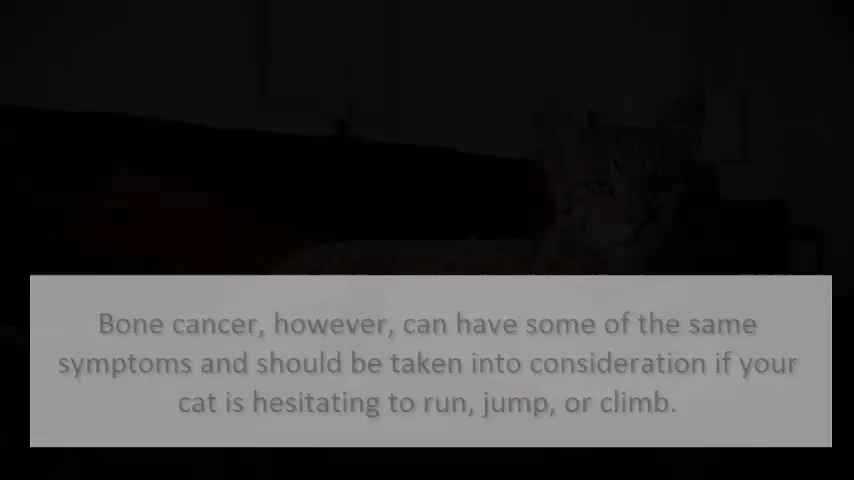 Bone cancer, however, can have some of the same
symptoms and should be taken into consideration if your
cat is hesitating to run, jump, or climb.